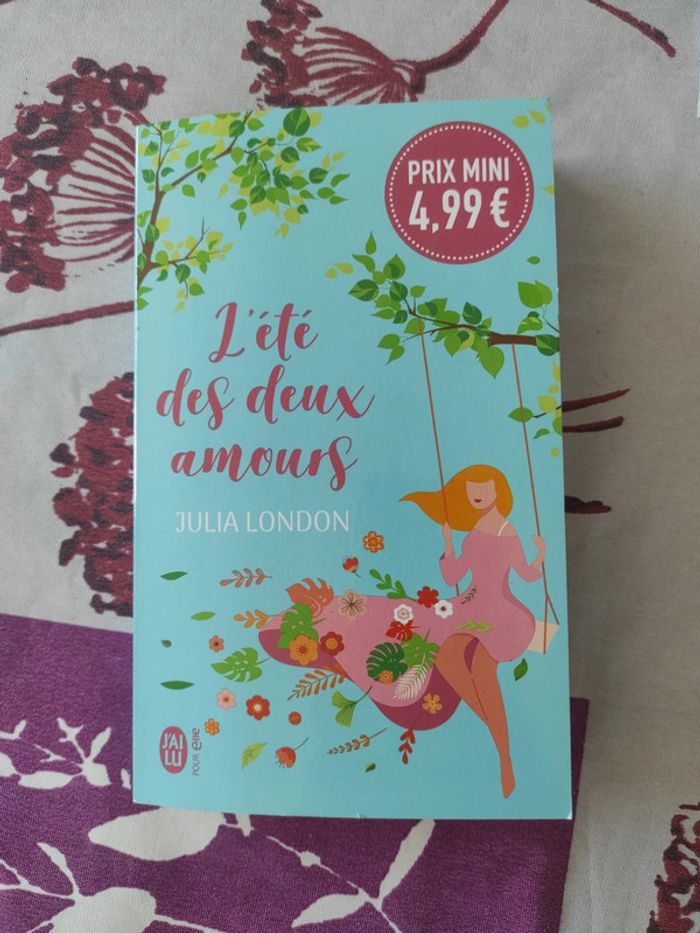 PRIX MINI
4,99 €
L'été
des deux
amours
JULIA LONDON
J'AI
LU
POUR elle